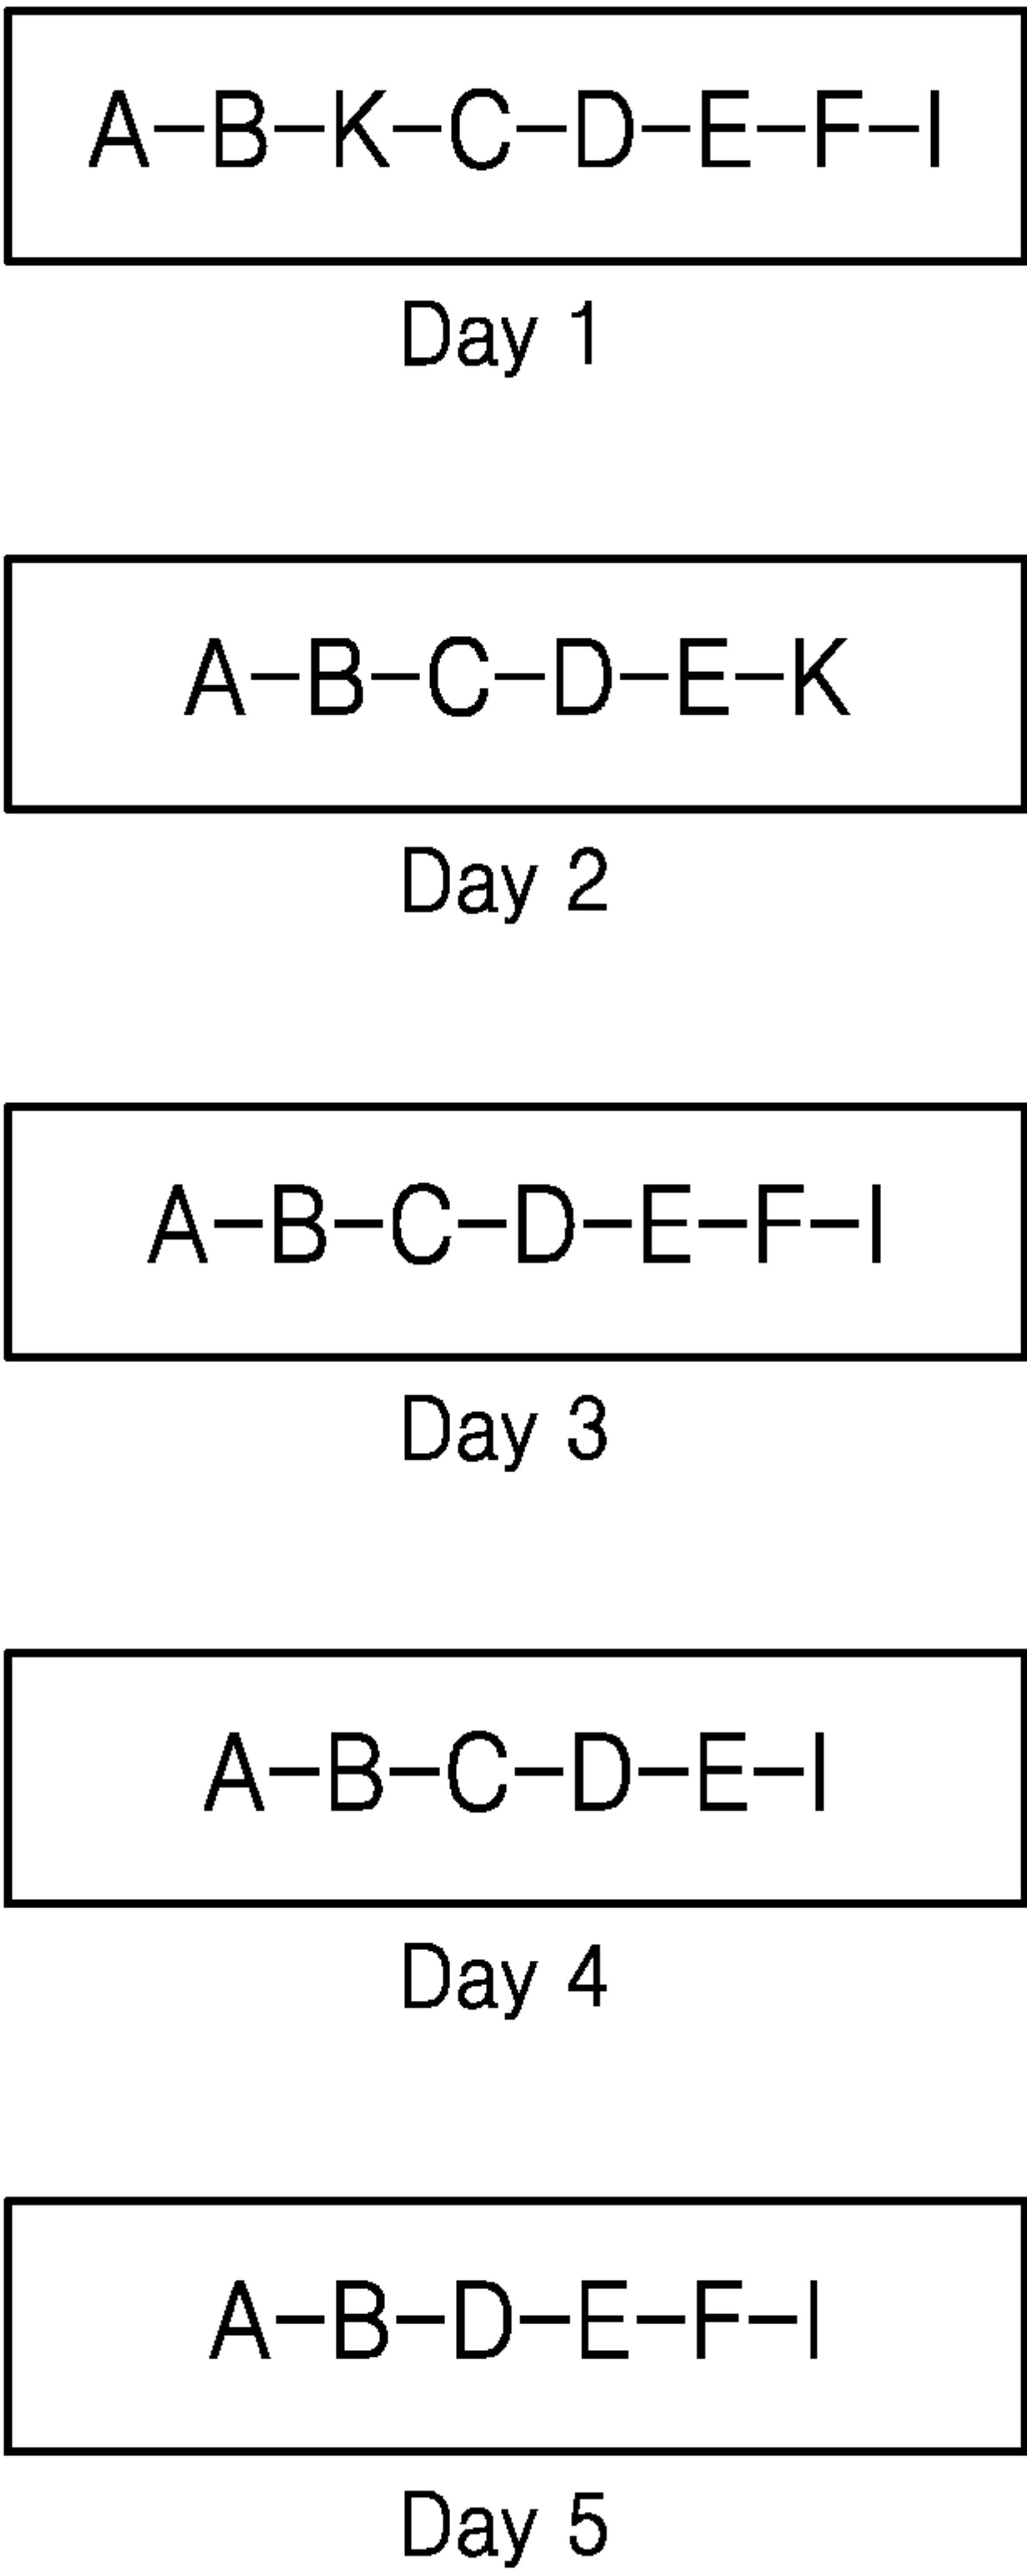 A–B–K–C–D–E–F–I
Day 1
A–B–C–D–E–K
Day 2
A–B–C–D–E–F–I
Day 3
A–B–C–D–E–I
Day 4
A–B–D–E–F–I
Day 5